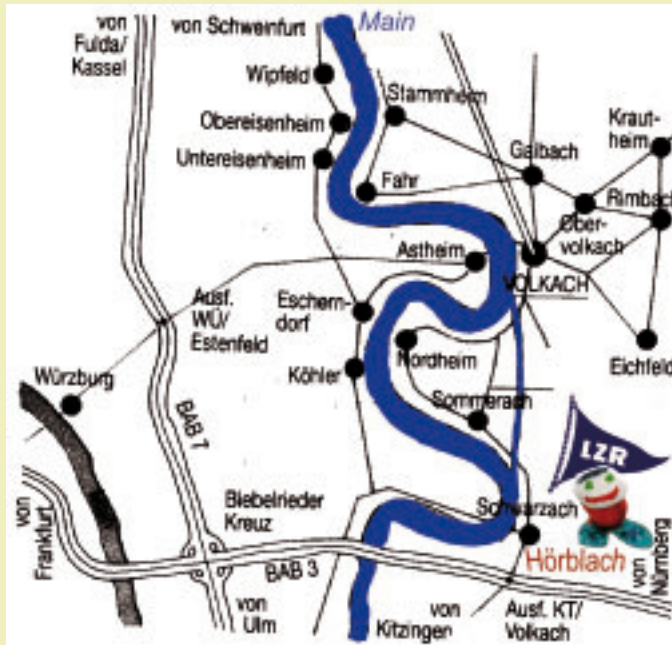 von
Fulda/
Kassel
von Schweinfurt
Main
Wipfeld
Stammheim
Obereisenheim
Kraut-
heim
Untereisenheim
Gaibach
Fahr
Rimbach
Ober-
volkach
Astheim
VOLKACH
Ausf.
WÜ/
Estenfeld
Eschern-
dorf
Nordheim
Eichfeld
Würzburg
Köhler
BAB 7
Sommerach
LZR
Biebelrieder
Kreuz
Schwarzach
von
Frankfurt
Hörblach
von
Nürnberg
BAB 3
von
Ulm
von
Kitzingen
Ausf. KT/
Volkach